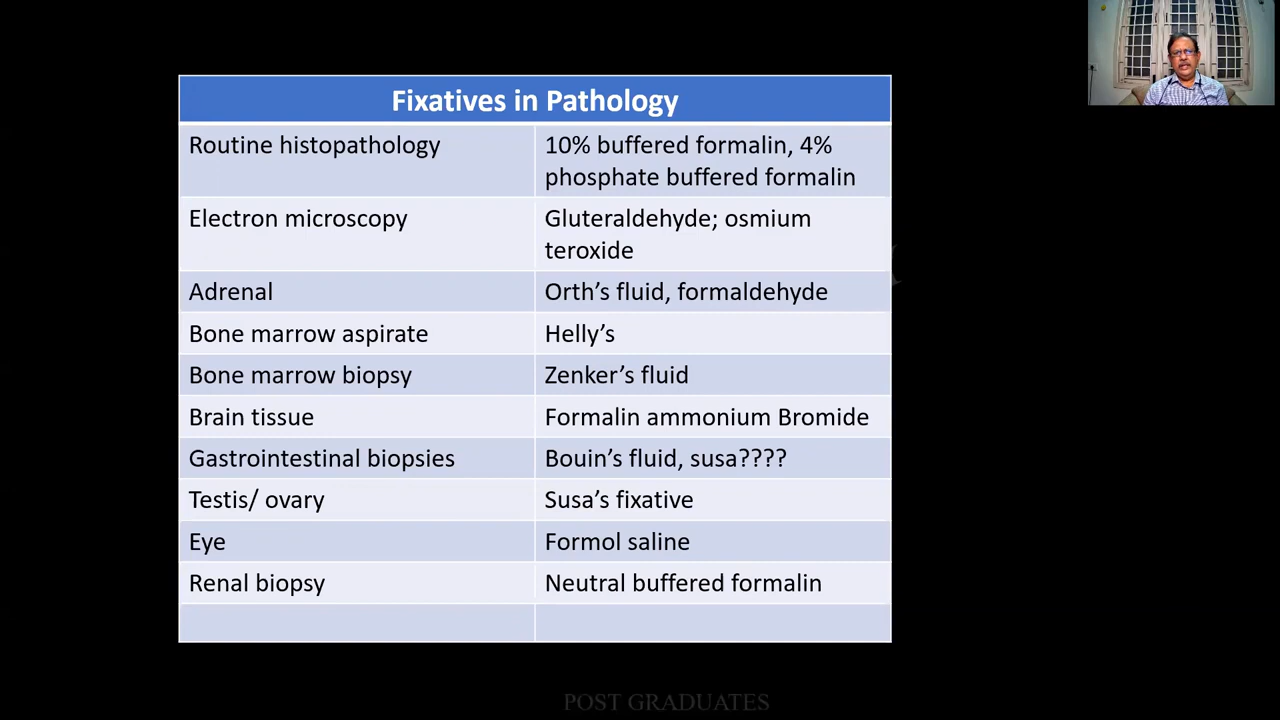 Fixatives in Pathology
Routine histopathology
10% buffered formalin, 4%
phosphate buffered formalin
Electron microscopy
Gluteraldehyde; osmium
teroxide
Adrenal
Orth's fluid, formaldehyde
Bone marrow aspirate
Helly's
Bone marrow biopsy
Zenker's fluid
Brain tissue
Formalin ammonium Bromide
Gastrointestinal biopsies
Bouin's fluid, susa????
Testis/ ovary
Susa's fixative
Eye
Formol saline
Renal biopsy
Neutral buffered formalin
POST GRADUATES